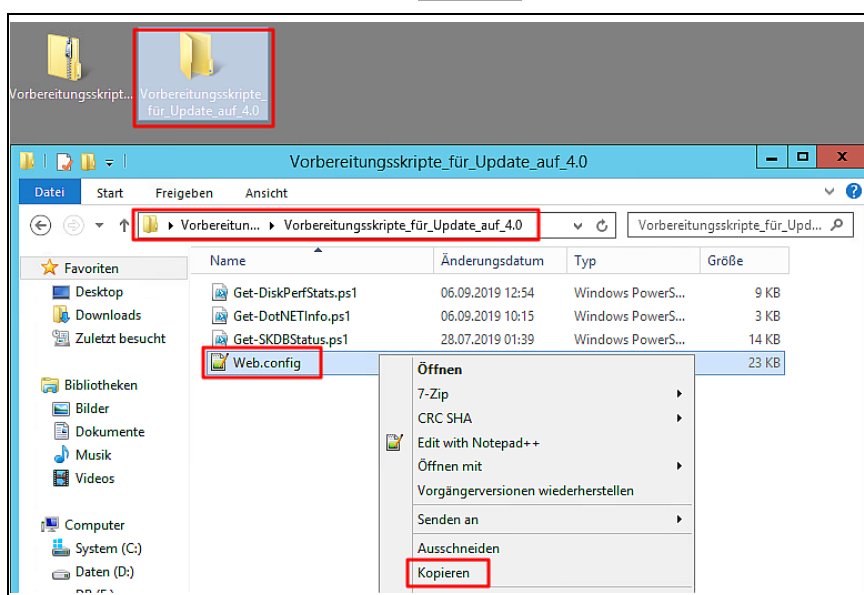 Vorbereitungsskript... Vorbereitungsskripte_
für_Update_auf_4.0
Vorbereitungsskripte_für_Update_auf_4.0
Datei Start Freigeben Ansicht
Vorbereitun... Vorbereitungsskripte_für_Update_auf_4.0 Vorbereitungsskripte_für_Upd...
Favoriten Name Änderungsdatum Typ Größe
Desktop Get-DiskPerfStats.ps1 06.09.2019 12:54 Windows PowerS... 9 KB
Downloads Get-DotNETInfo.ps1 06.09.2019 10:15 Windows PowerS... 3 KB
Zuletzt besucht Get-SKDBStatus.ps1 28.07.2019 01:39 Windows PowerS... 14 KB
Web.config 23 KB
Öffnen
Bibliotheken 7-Zip
Bilder CRC SHA
Dokumente Edit with Notepad++
Musik Öffnen mit
Videos Vorgängerversionen wiederherstellen
Computer Senden an
System (C:) Ausschneiden
Daten (D:) Kopieren